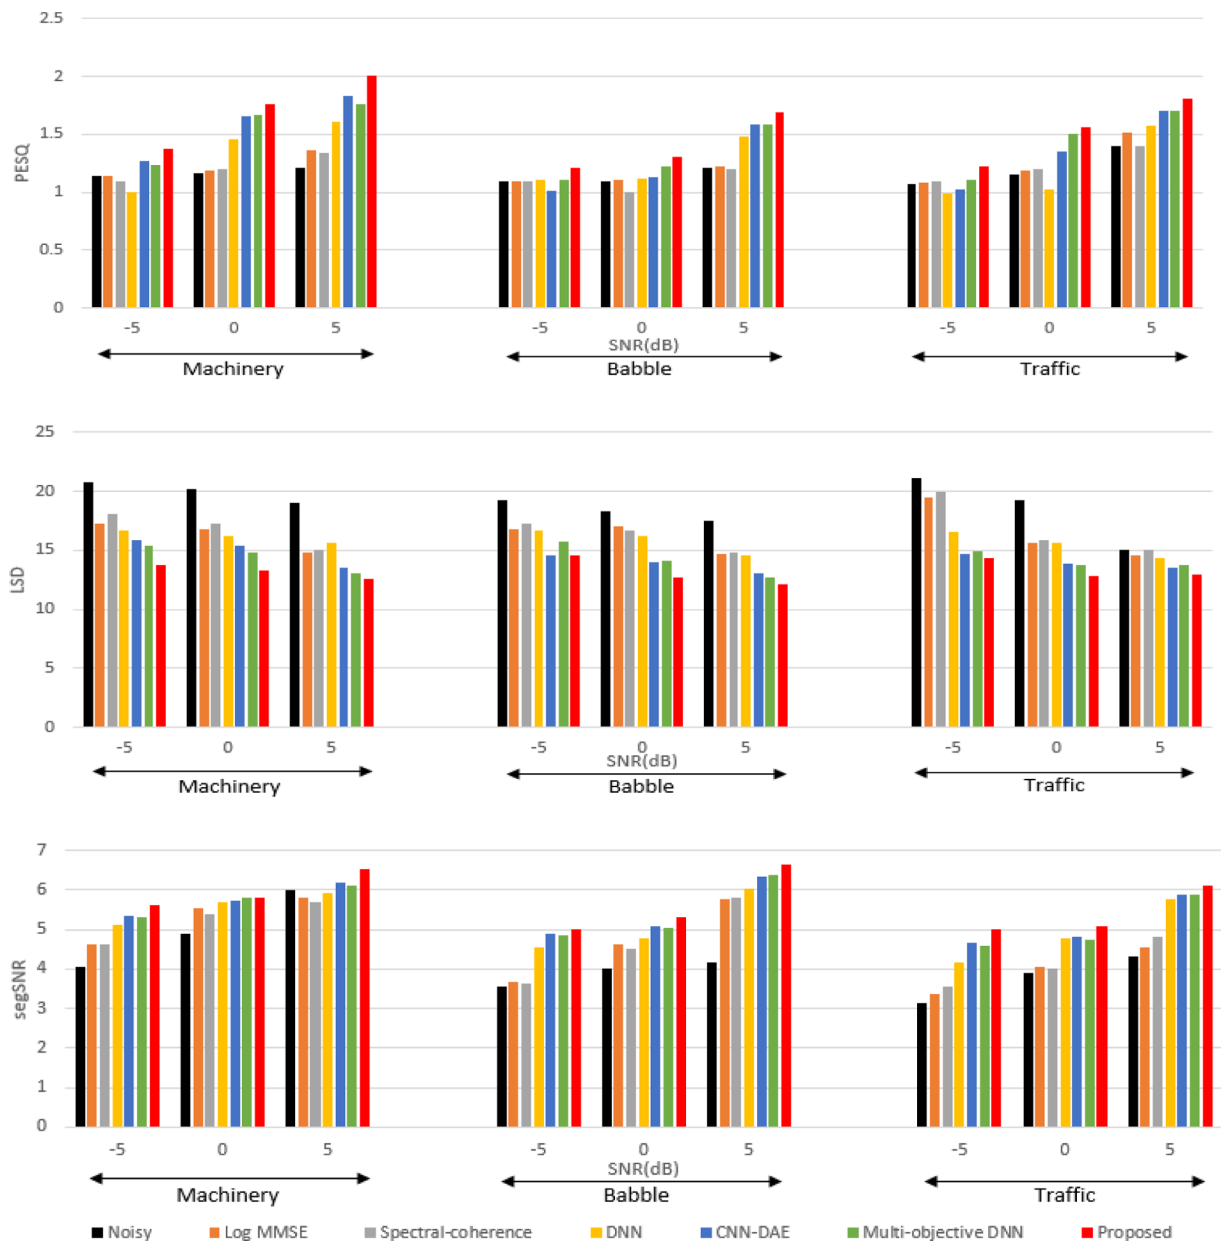 2.5
2
1.5
1
0.5
0
PESQ
-5 0 5 -5 0 5 -5 0 5
SNR(dB)
Machinery Babble Traffic
25
20
15
10
5
0
LSD
-5 0 5 -5 0 5 -5 0 5
SNR(dB)
Machinery Babble Traffic
7
6
5
4
3
2
1
0
segSNR
-5 0 5 -5 0 5 -5 0 5
SNR(dB)
Machinery Babble Traffic
Noisy Log MMSE Spectral-coherence DNN CNN-DAE Multi-objective DNN Proposed